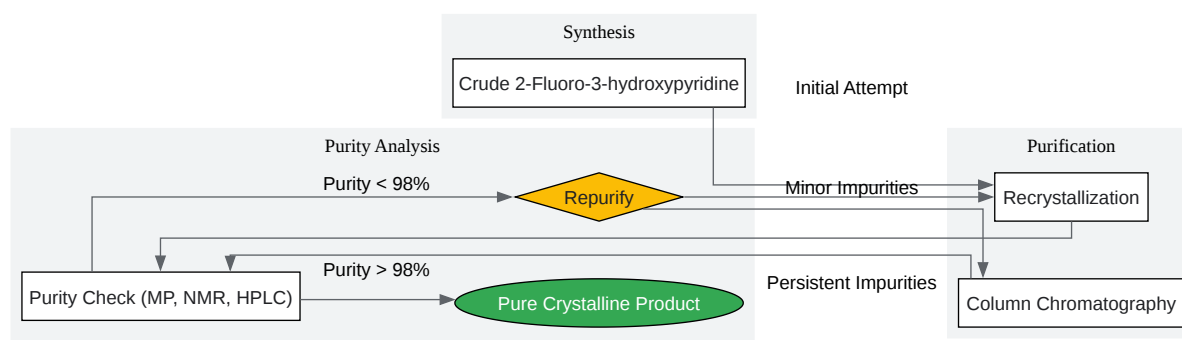 Synthesis
Crude 2-Fluoro-3-hydroxypyridine
Initial Attempt
Purity Analysis
Purification
Purity < 98%
Repurify
Minor Impurities
Recrystallization
Purity > 98%
Persistent Impurities
Purity Check (MP, NMR, HPLC)
Pure Crystalline Product
Column Chromatography